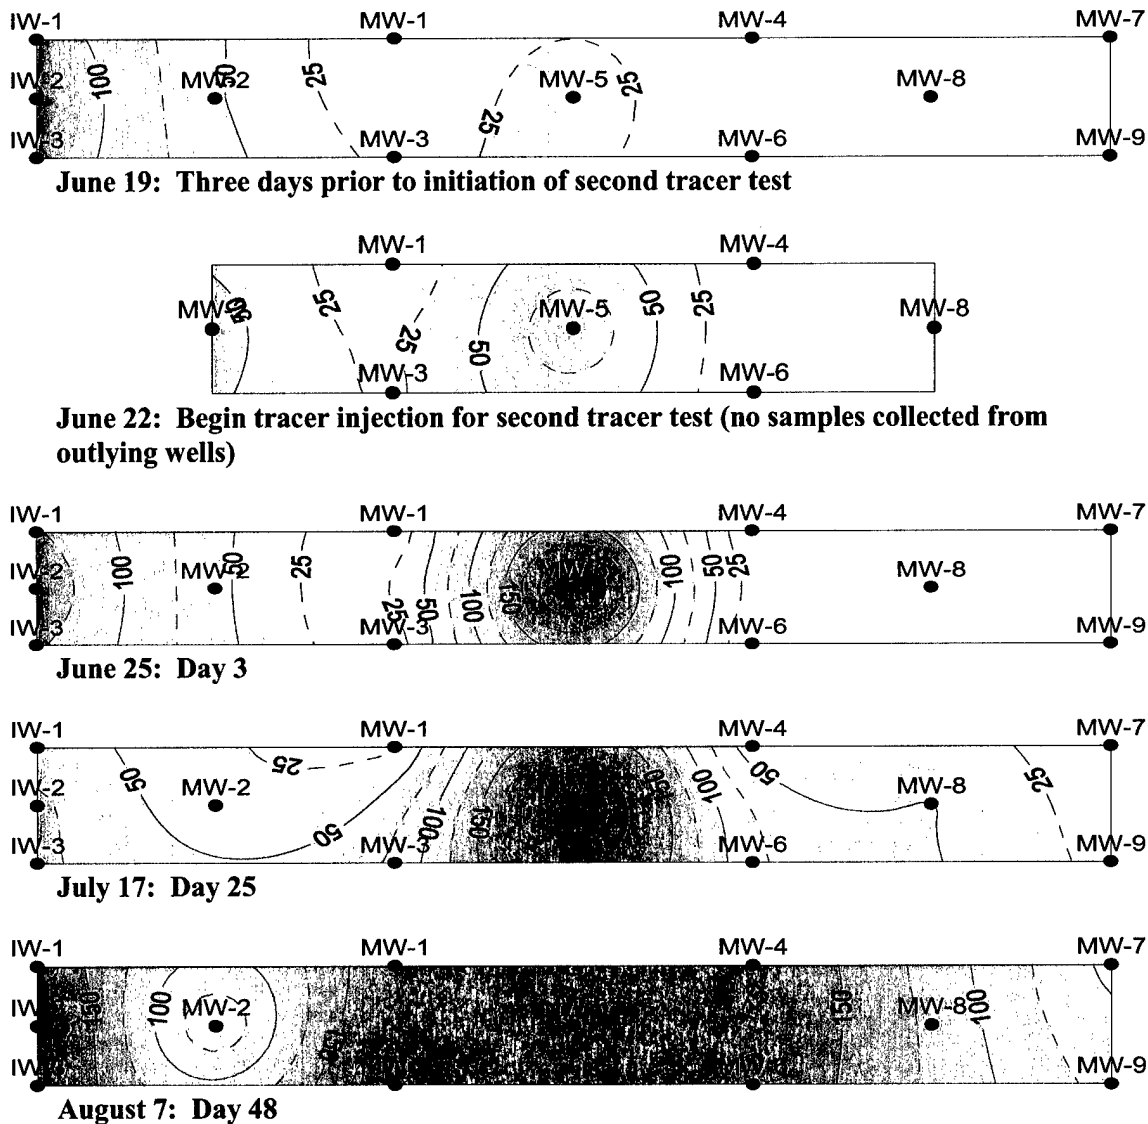 IW-1 MW-1 MW-4 MW-7
100 50 25 25 25
IW-2 MW-2 MW-5 MW-8
IW-3 MW-3 MW-6 MW-9
June 19: Three days prior to initiation of second tracer test
MW-1 MW-4
50 25 25 50 50 25
MW-5 MW-8
MW-3 MW-6
June 22: Begin tracer injection for second tracer test (no samples collected from
outlying wells)
IW-1 MW-1 MW-4 MW-7
100 50 25 25 50 100 150 100 50 25
IW-2 MW-2 MW-8
IW-3 MW-3 MW-6 MW-9
June 25: Day 3
IW-1 MW-1 MW-4 MW-7
50 25 50 100 150 100 50 25
IW-2 MW-2 MW-8
IW-3 MW-3 MW-6 MW-9
July 17: Day 25
IW-1 MW-1 MW-4 MW-7
150 100 150 100
MW-2 MW-8
MW-9
August 7: Day 48